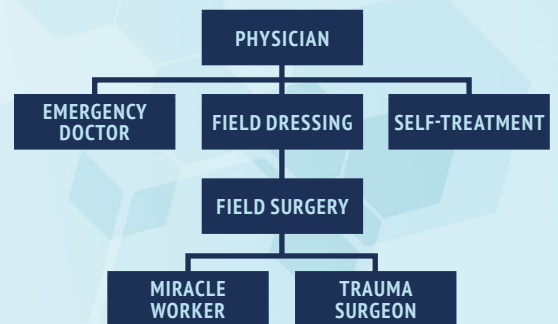 PHYSICIAN
EMERGENCY
DOCTOR
FIELD DRESSING
SELF-TREATMENT
FIELD SURGERY
MIRACLE
WORKER
TRAUMA
SURGEON